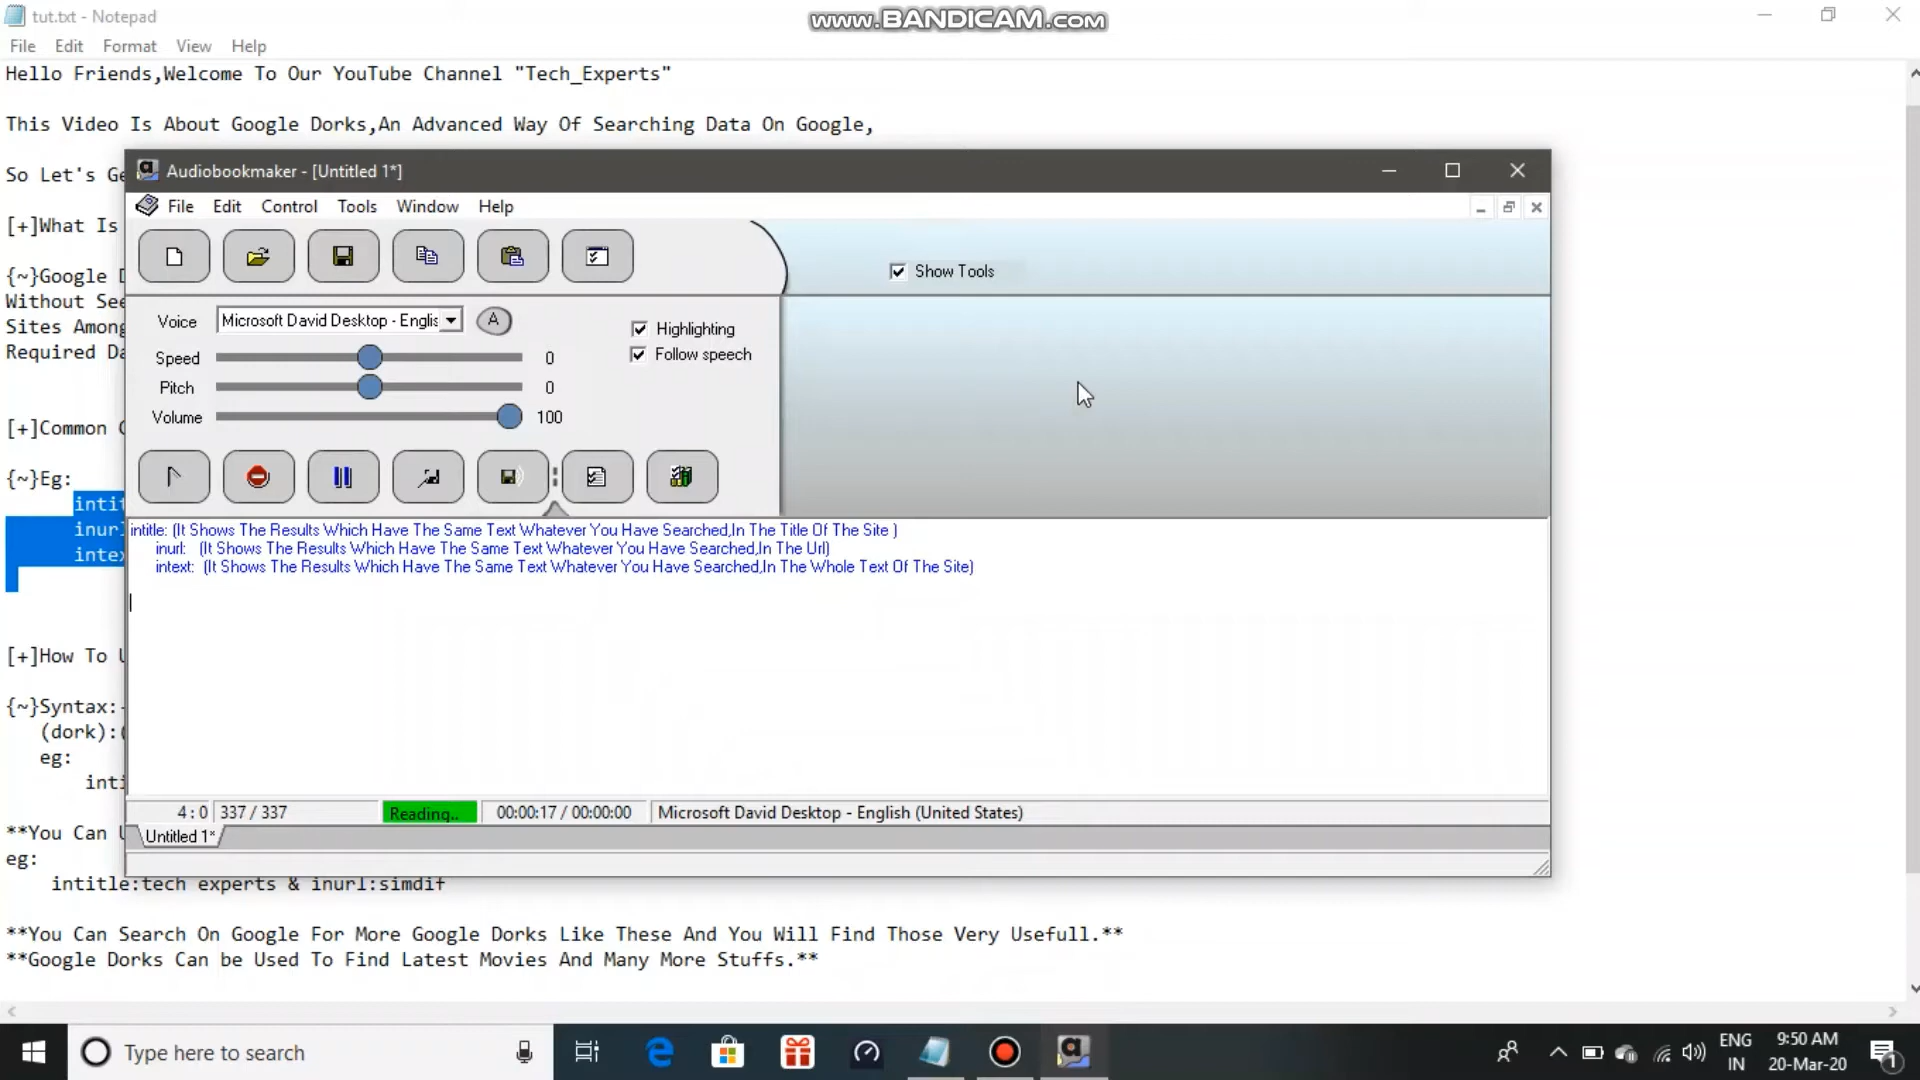 tut.txt - Notepad
www.BANDICAM.com
File Edit Format View Help
Hello Friends,Welcome To Our YouTube Channel "Tech_Experts"
This Video Is About Google Dorks,An Advanced Way Of Searching Data On Google,
So Let's Ge
Audiobookmaker - [Untitled 1*]
File Edit Control Tools Window Help
[+]What Is
Show Tools
{~}Google D
Without See
Sites Among
Required Da
Voice Microsoft David Desktop - Englis A
Highlighting
Speed 0
Follow speech
Pitch 0
Volume 100
[+]Common
{~}Eg:
intit
inurl
intex
intitle: (It Shows The Results Which Have The Same Text Whatever You Have Searched,In The Title Of The Site )
inurl: (It Shows The Results Which Have The Same Text Whatever You Have Searched,In The Url)
intext: (It Shows The Results Which Have The Same Text Whatever You Have Searched,In The Whole Text Of The Site)
[+]How To U
{~}Syntax:-
(dork):(
eg:
inti
4 : 0 337 / 337 Reading.. 00:00:17 / 00:00:00 Microsoft David Desktop - English (United States)
Untitled 1*
**You Can U
eg:
intitle:tech experts & inurl:simdif
**You Can Search On Google For More Google Dorks Like These And You Will Find Those Very Usefull.**
**Google Dorks Can be Used To Find Latest Movies And Many More Stuffs.**
Type here to search
ENG
IN
9:50 AM
20-Mar-20
1